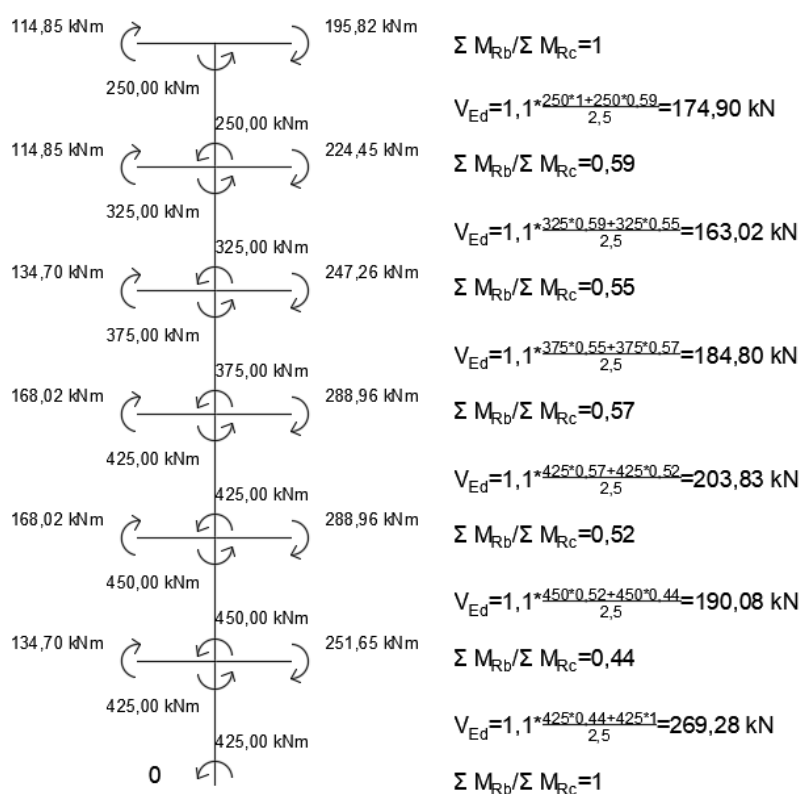 114,85 kNm 195,82 kNm
Σ M_Rb/Σ M_Rc=1
250,00 kNm
V_Ed=1,1*(250*1+250*0,59)/2,5=174,90 kN
250,00 kNm
114,85 kNm 224,45 kNm
Σ M_Rb/Σ M_Rc=0,59
325,00 kNm
V_Ed=1,1*(325*0,59+325*0,55)/2,5=163,02 kN
325,00 kNm
134,70 kNm 247,26 kNm
Σ M_Rb/Σ M_Rc=0,55
375,00 kNm
V_Ed=1,1*(375*0,55+375*0,57)/2,5=184,80 kN
375,00 kNm
168,02 kNm 288,96 kNm
Σ M_Rb/Σ M_Rc=0,57
425,00 kNm
V_Ed=1,1*(425*0,57+425*0,52)/2,5=203,83 kN
425,00 kNm
168,02 kNm 288,96 kNm
Σ M_Rb/Σ M_Rc=0,52
450,00 kNm
V_Ed=1,1*(450*0,52+450*0,44)/2,5=190,08 kN
450,00 kNm
134,70 kNm 251,65 kNm
Σ M_Rb/Σ M_Rc=0,44
425,00 kNm
V_Ed=1,1*(425*0,44+425*1)/2,5=269,28 kN
425,00 kNm
0
Σ M_Rb/Σ M_Rc=1